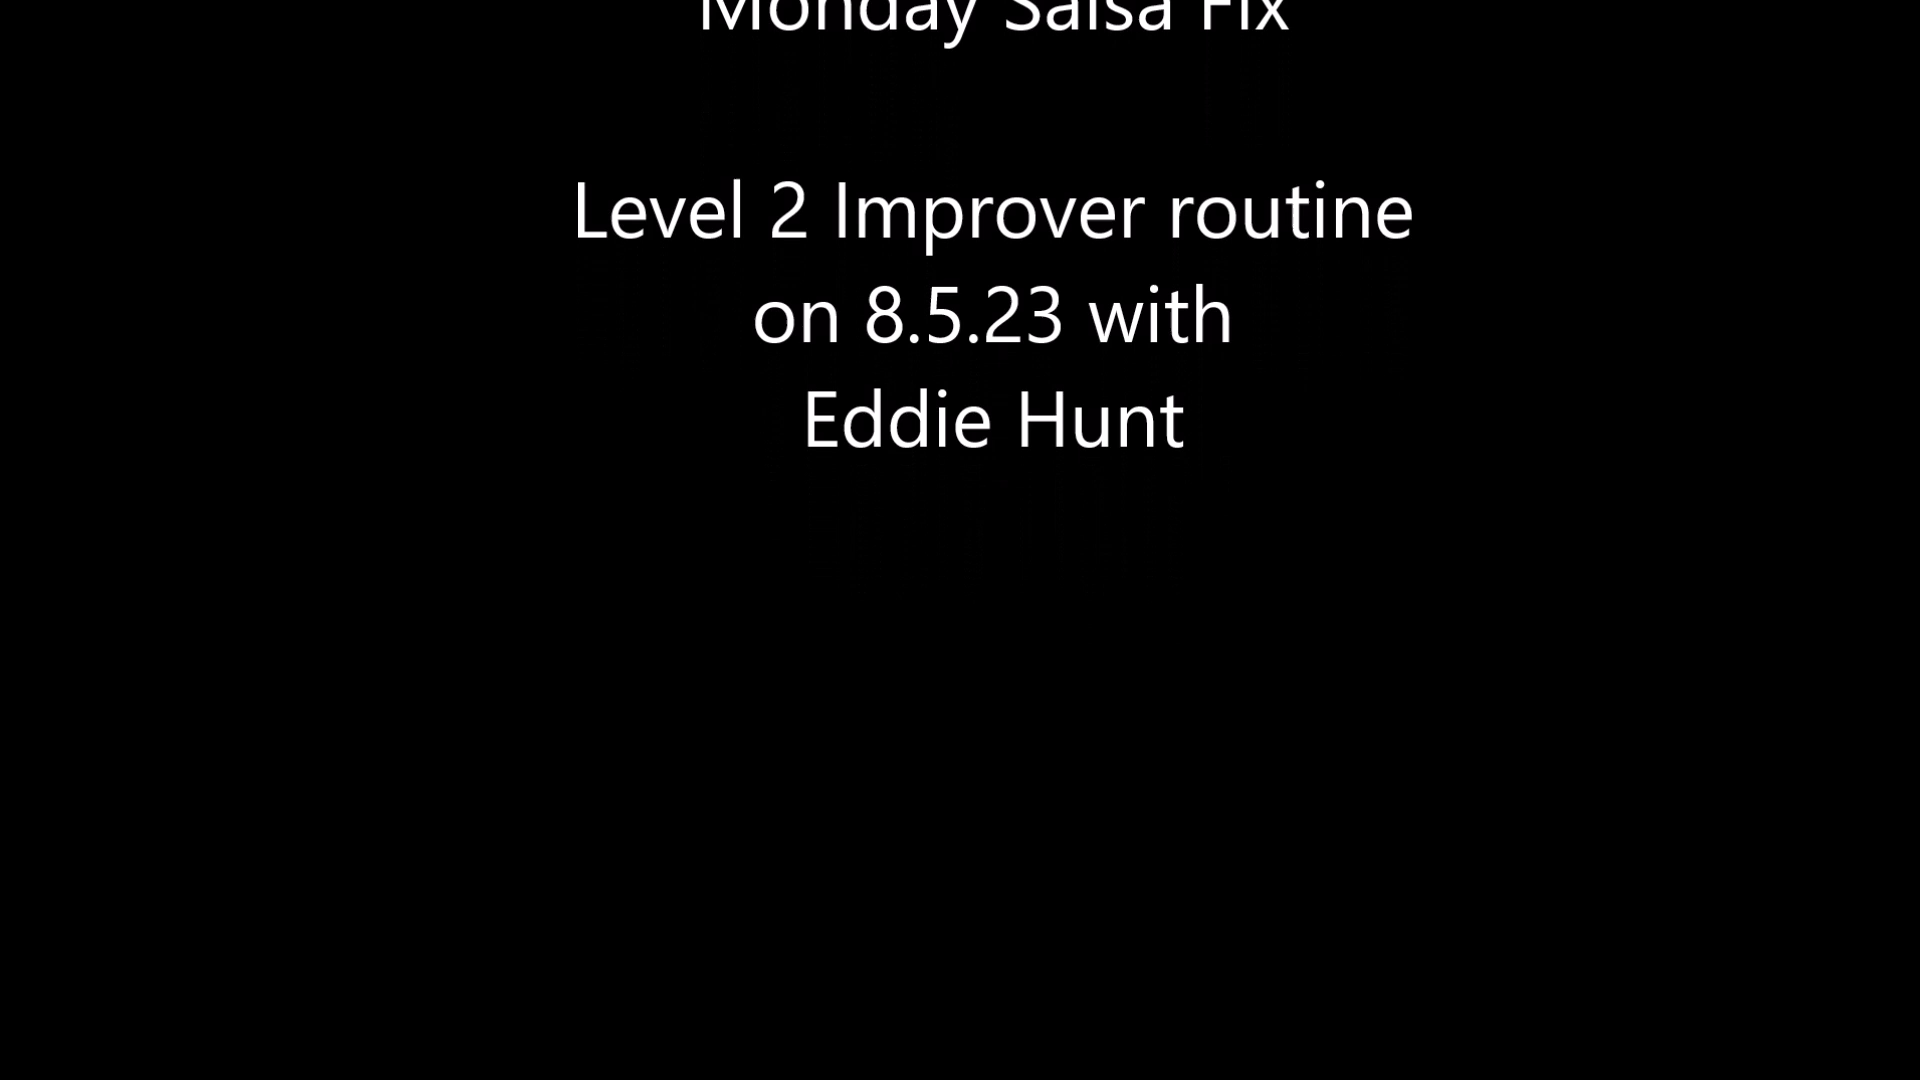 Monday Salsa Fix
Level 2 Improver routine
on 8.5.23 with
Eddie Hunt